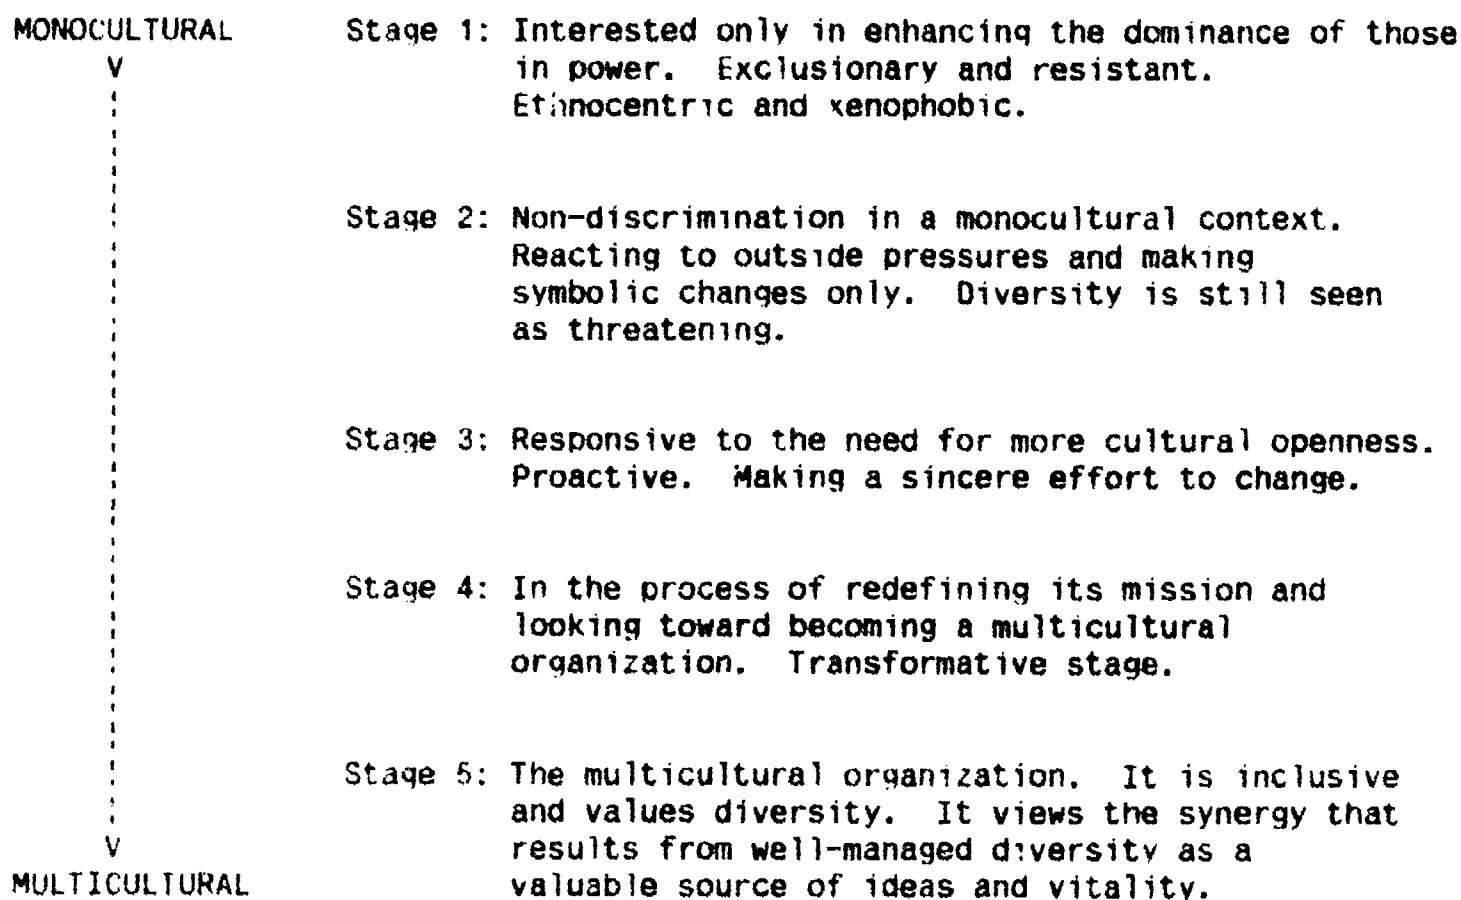 MONOCULTURAL Stage 1: Interested only in enhancing the dominance of those
V in power. Exclusionary and resistant.
Ethnocentric and xenophobic.
Stage 2: Non-discrimination in a monocultural context.
Reacting to outside pressures and making
symbolic changes only. Diversity is still seen
as threatening.
Stage 3: Responsive to the need for more cultural openness.
Proactive. Making a sincere effort to change.
Stage 4: In the process of redefining its mission and
looking toward becoming a multicultural
organization. Transformative stage.
Stage 5: The multicultural organization. It is inclusive
and values diversity. It views the synergy that
V results from well-managed diversity as a
MULTICULTURAL valuable source of ideas and vitality.